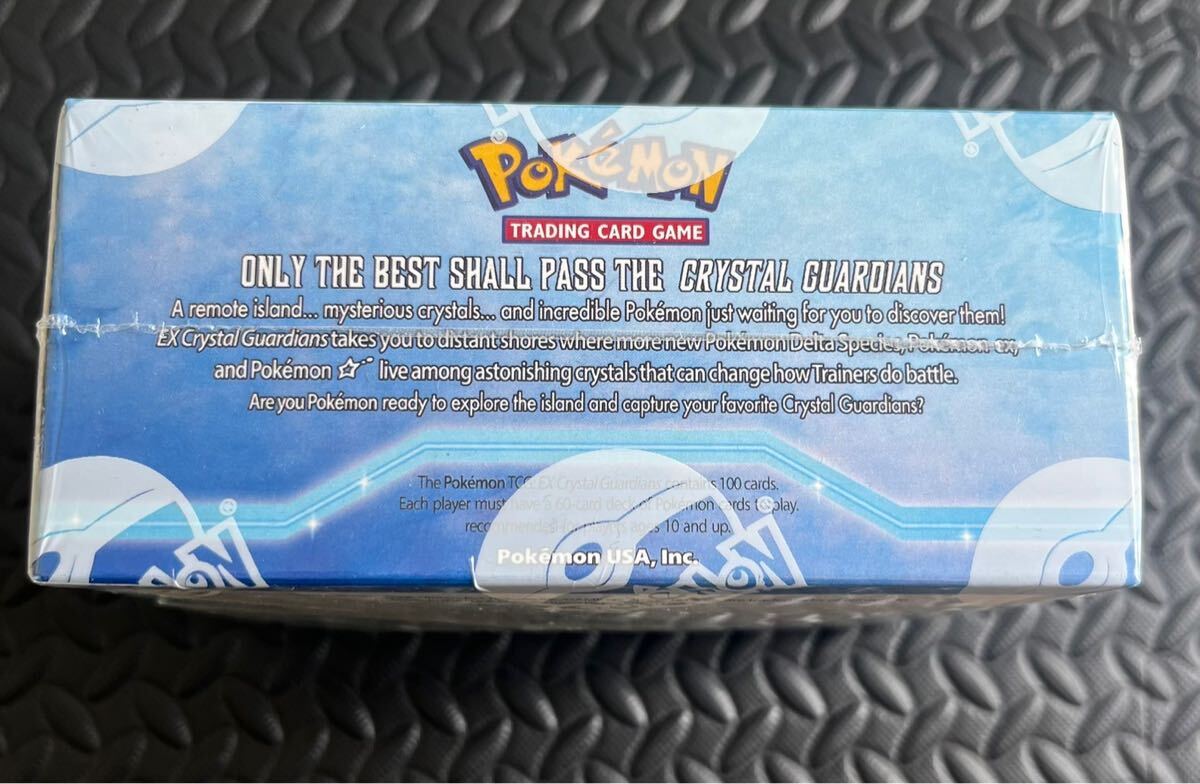 POKéMON
TRADING CARD GAME
ONLY THE BEST SHALL PASS THE CRYSTAL GUARDIANS
A remote island... mysterious crystals... and incredible Pokémon just waiting for you to discover them!
EX Crystal Guardians takes you to distant shores where more new Pokémon Delta Species, Pokémon-ex,
and Pokémon ☆ live among astonishing crystals that can change how Trainers do battle.
Are you Pokémon ready to explore the island and capture your favorite Crystal Guardians?
The Pokémon TCG: EX Crystal Guardians contains 100 cards.
Each player must have a 60-card deck of Pokémon cards to play.
recommended for players ages 10 and up.
Pokémon USA, Inc.